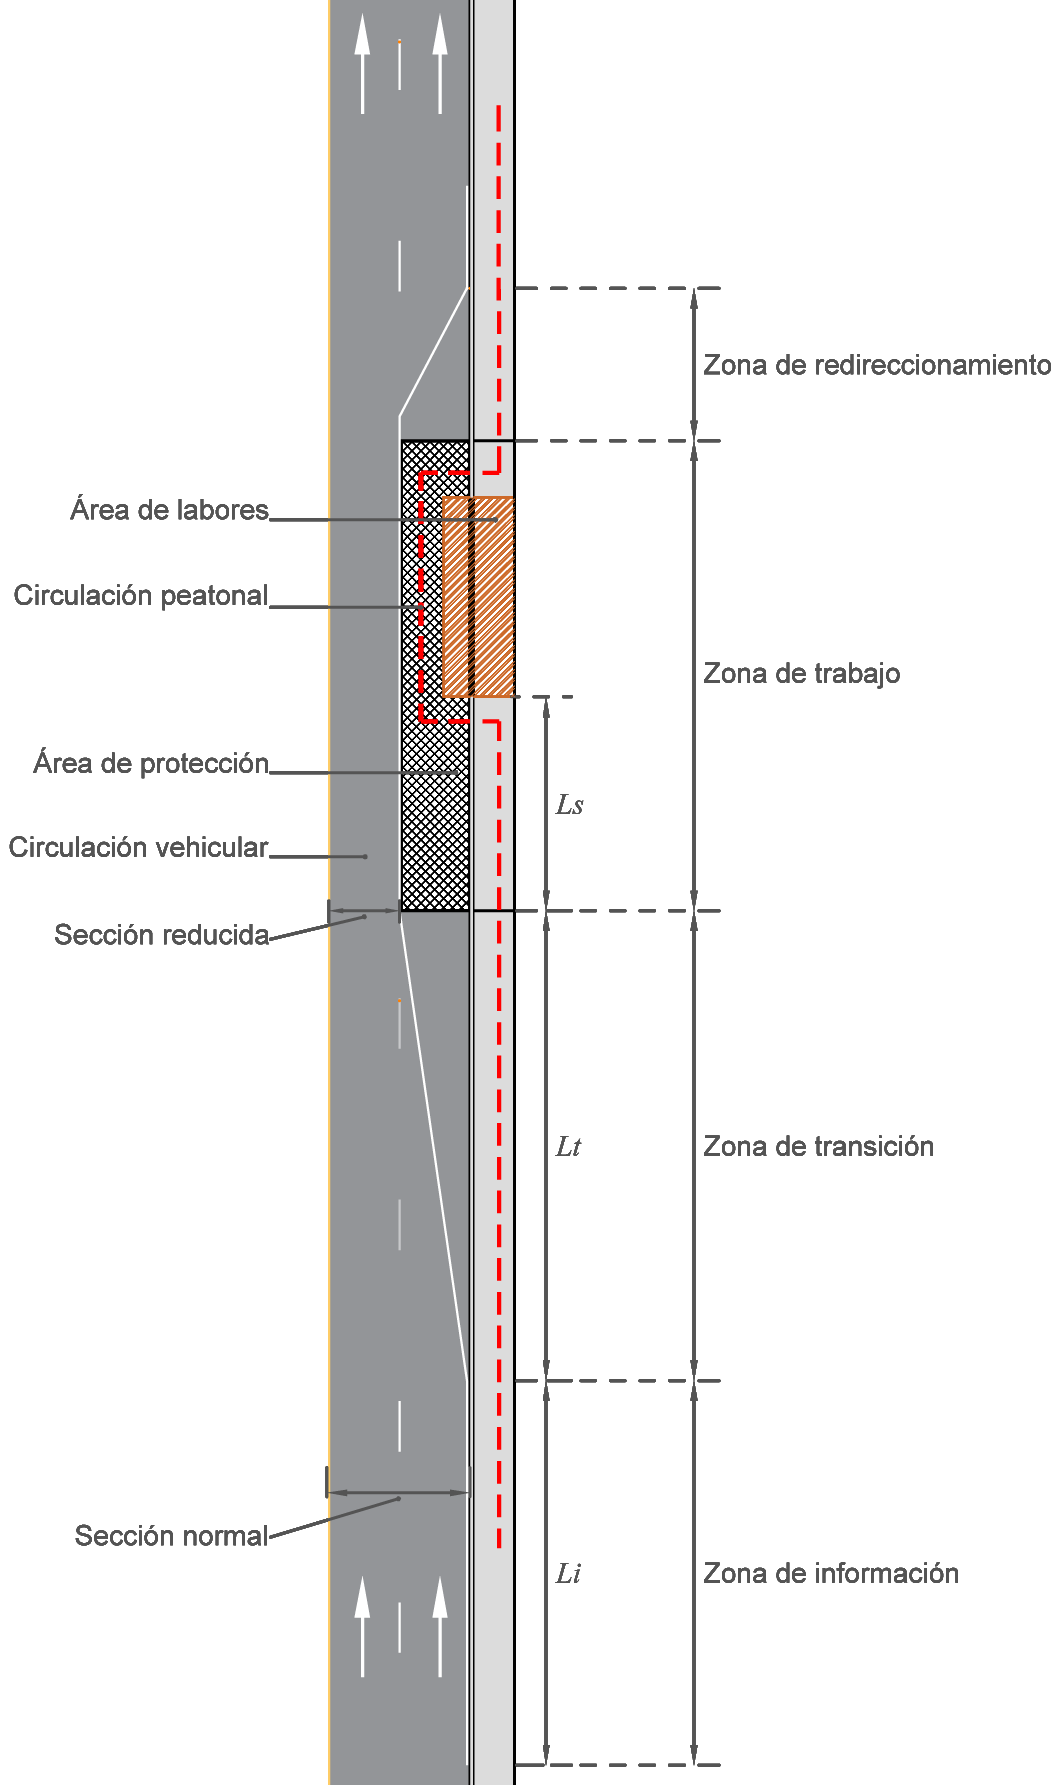 Zona de redireccionamiento
Área de labores
Circulación peatonal
Zona de trabajo
Área de protección
Ls
Circulación vehicular
Sección reducida
Lt
Zona de transición
Sección normal
Li
Zona de información